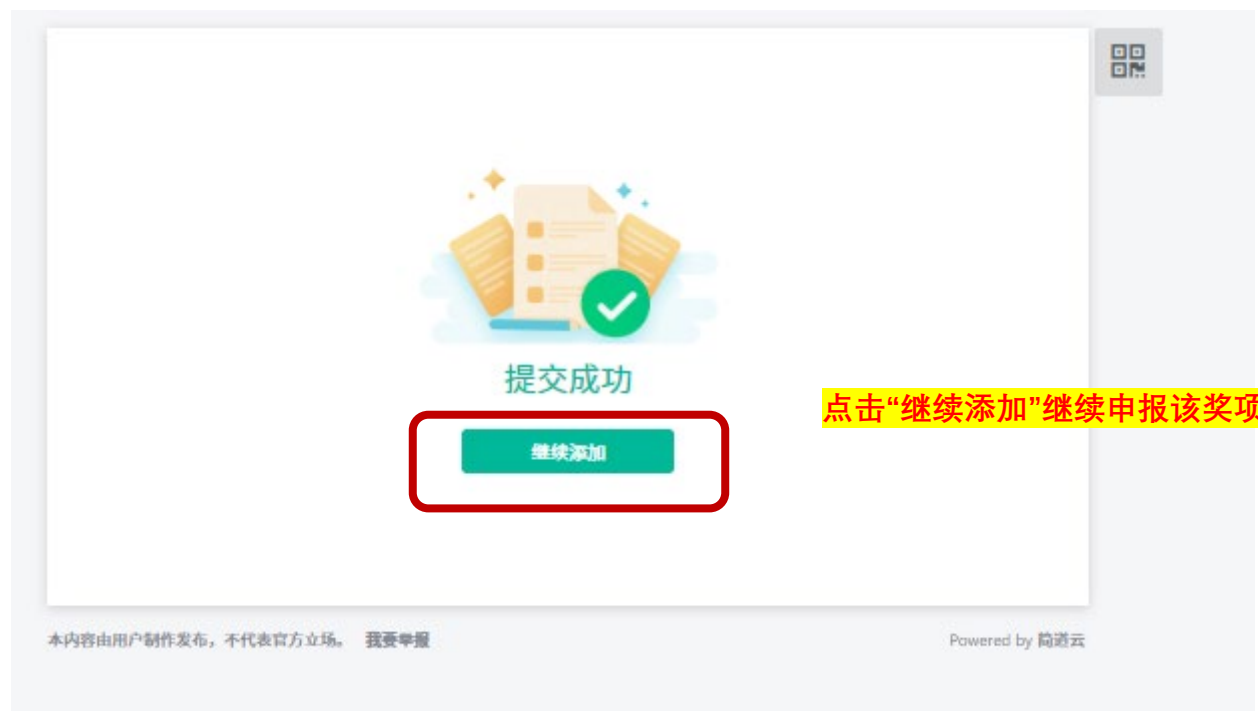 提交成功
点击“继续添加”继续申报该奖项
继续添加
本内容由用户制作发布，不代表官方立场。 我要举报
Powered by 简道云